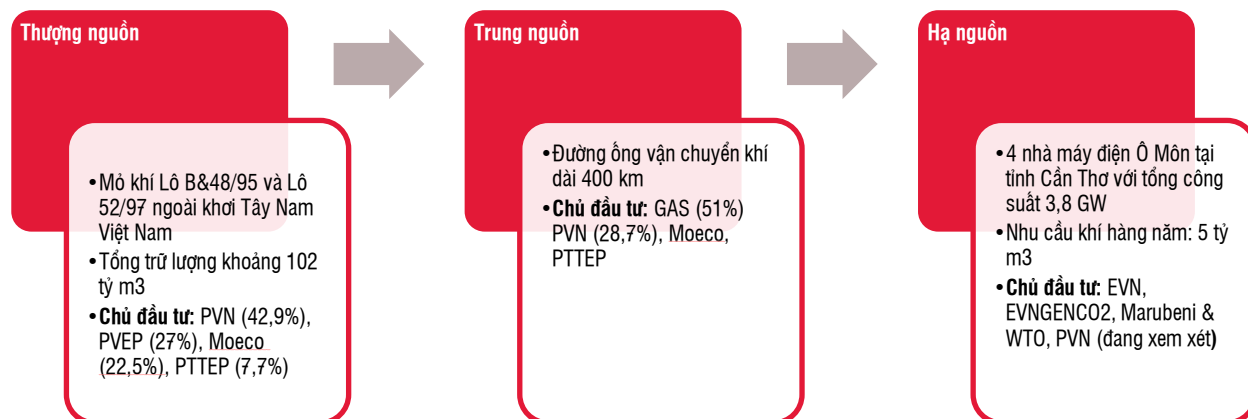 Thượng nguồn
•Mỏ khí Lô B&48/95 và Lô
52/97 ngoài khơi Tây Nam
Việt Nam
•Tổng trữ lượng khoảng 102
tỷ m3
•Chủ đầu tư: PVN (42,9%),
PVEP (27%), Moeco
(22,5%), PTTEP (7,7%)
Trung nguồn
•Đường ống vận chuyển khí
dài 400 km
•Chủ đầu tư: GAS (51%)
PVN (28,7%), Moeco,
PTTEP
Hạ nguồn
•4 nhà máy điện Ô Môn tại
tỉnh Cần Thơ với tổng công
suất 3,8 GW
•Nhu cầu khí hàng năm: 5 tỷ
m3
•Chủ đầu tư: EVN,
EVNGENCO2, Marubeni &
WTO, PVN (đang xem xét)